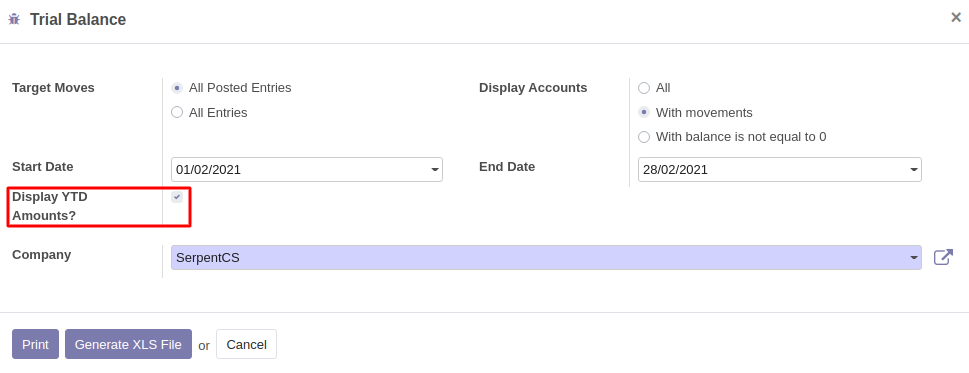 Trial Balance
×
Target Moves
All Posted Entries
All Entries
Display Accounts
All
With movements
With balance is not equal to 0
Start Date
01/02/2021
End Date
28/02/2021
Display YTD
Amounts?
Company
SerpentCS
Print
Generate XLS File
or
Cancel